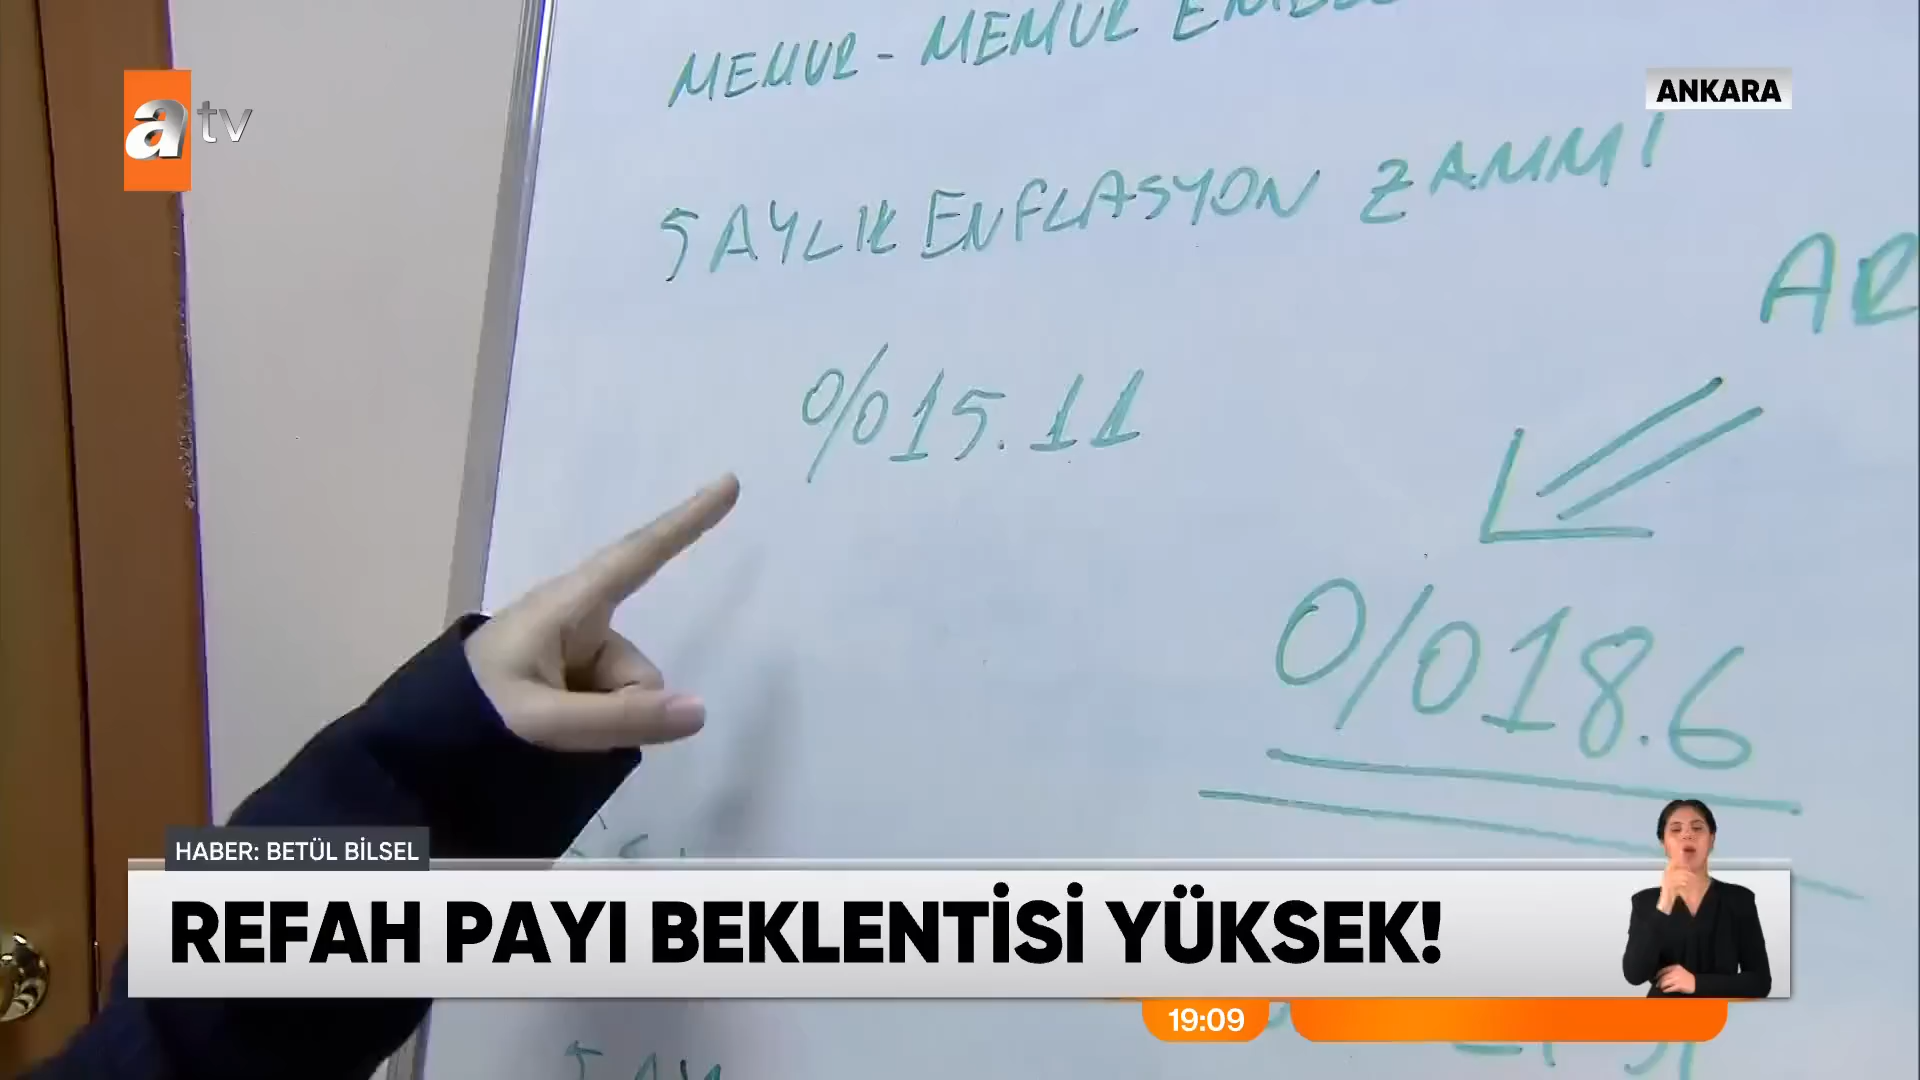 MEMUR - MEMUR
ANKARA
a tv
5 AYLIK ENFLASYON ZAMMI
%15.11
%18.6
HABER: BETÜL BİLSEL
REFAH PAYI BEKLENTİSİ YÜKSEK!
19:09